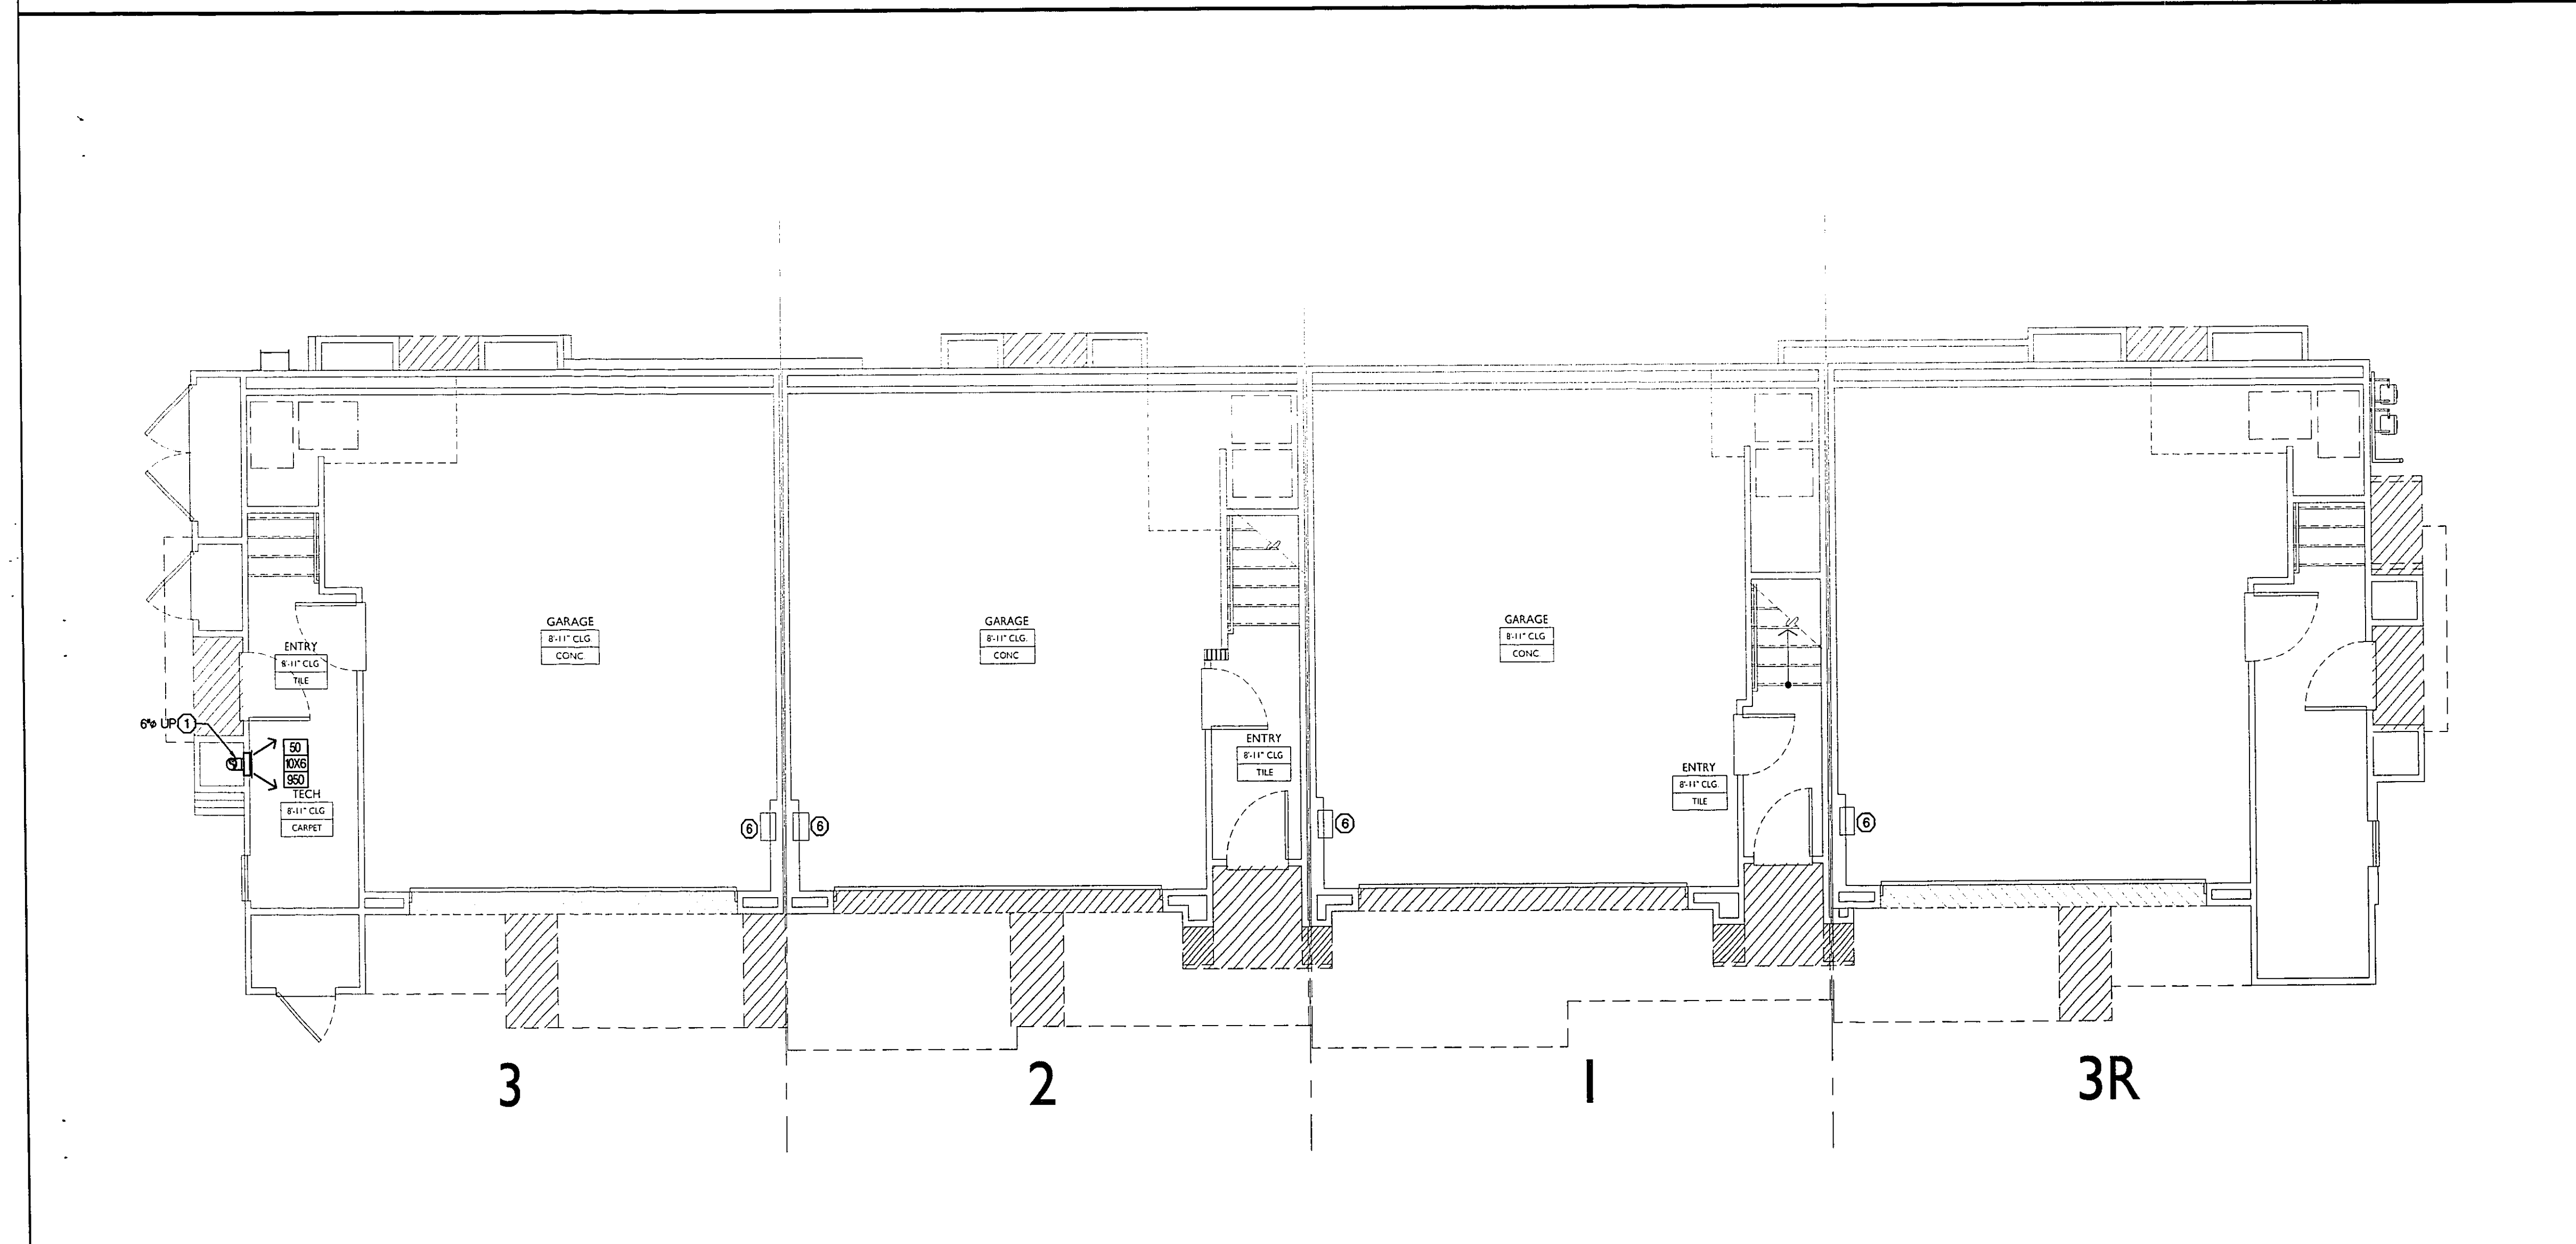 GARAGE
8'-11" CLG.
CONC.
GARAGE
8'-11" CLG.
CONC
GARAGE
8'-11" CLG
CONC
ENTRY
8'-11" CLG
TILE
6"ø UP 1
50
10X6
950
TECH
8'-11" CLG
CARPET
ENTRY
8'-11" CLG
TILE
ENTRY
8'-11" CLG.
TILE
6
6
6
6
3
2
1
3R